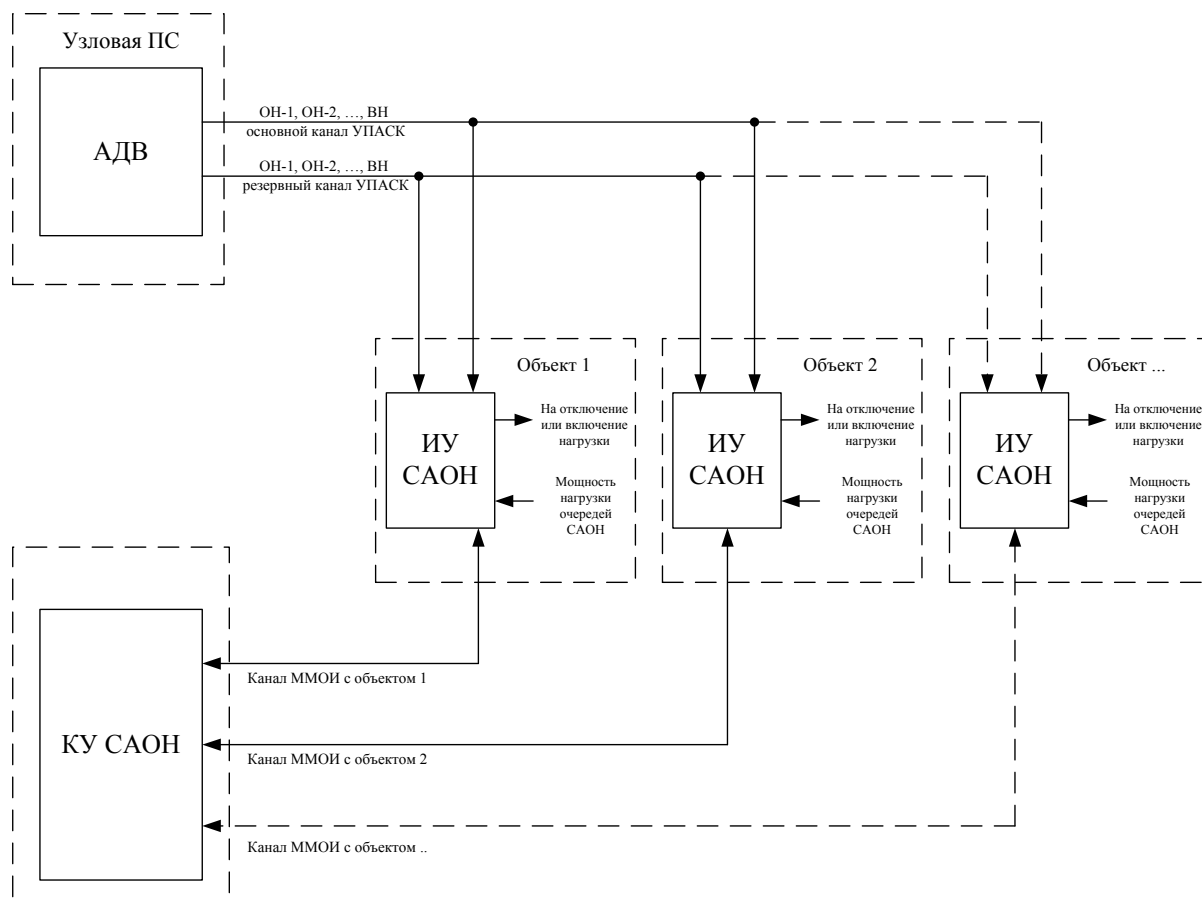 Узловая ПС
АДВ
ОН-1, ОН-2, …, ВН
основной канал УПАСК
ОН-1, ОН-2, …, ВН
резервный канал УПАСК
Объект 1
ИУ
САОН
На отключение
или включение
нагрузки
Мощность
нагрузки
очередей
САОН
Объект 2
ИУ
САОН
На отключение
или включение
нагрузки
Мощность
нагрузки
очередей
САОН
Объект ...
ИУ
САОН
На отключение
или включение
нагрузки
Мощность
нагрузки
очередей
САОН
КУ САОН
Канал ММОИ с объектом 1
Канал ММОИ с объектом 2
Канал ММОИ с объектом ..